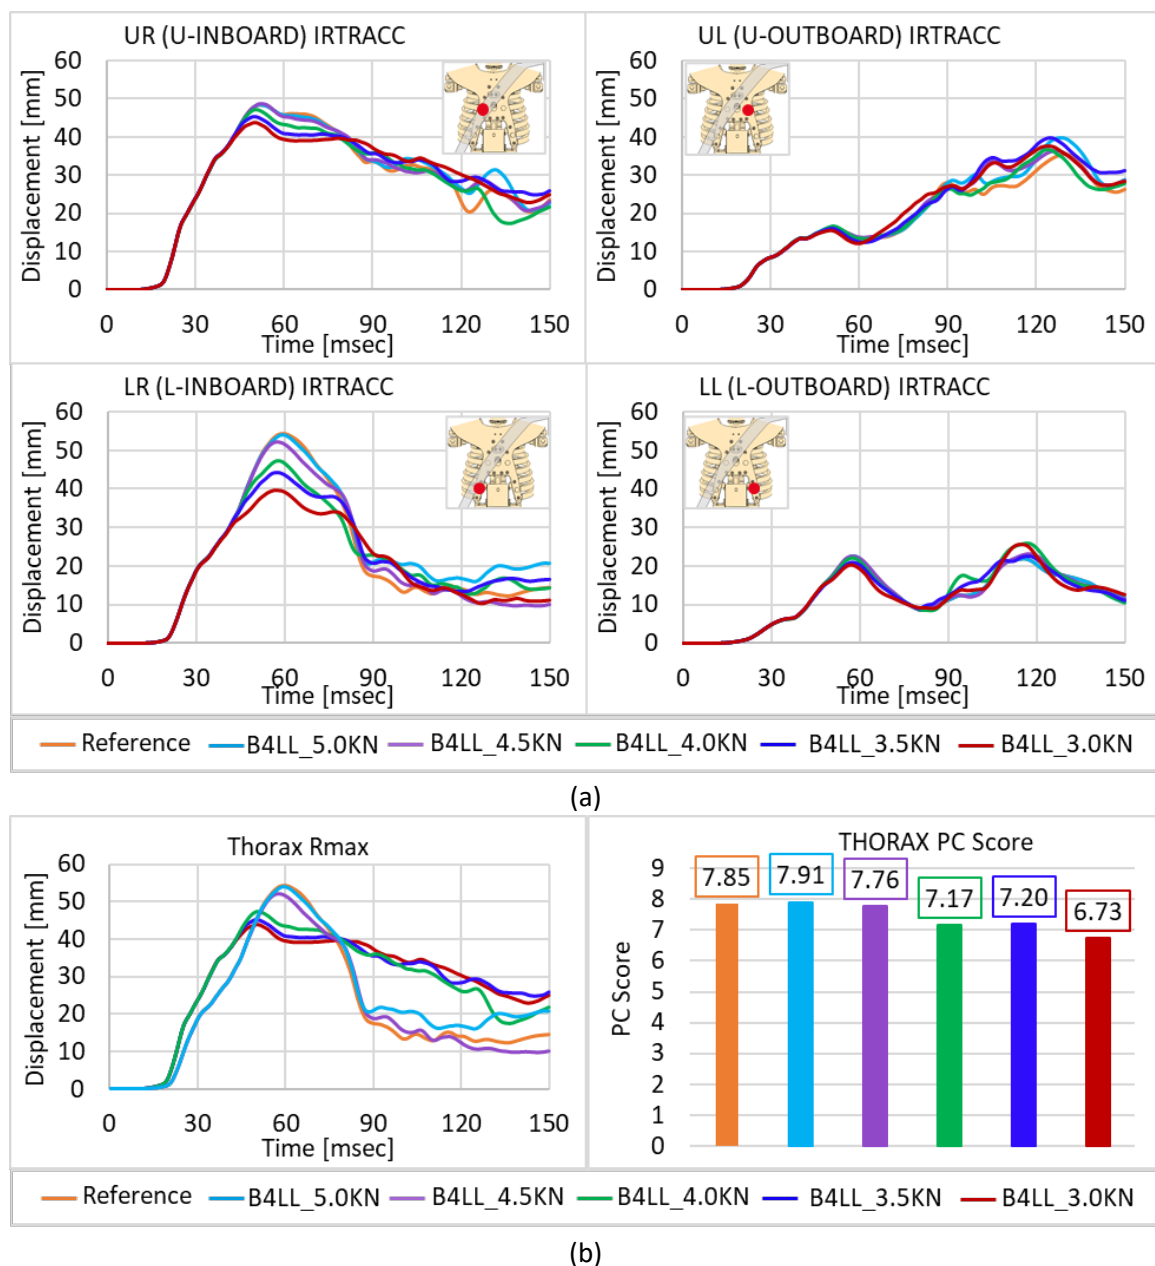 UR (U-INBOARD) IRTRACC
Displacement [mm]
60
50
40
30
20
10
0
0 30 60 90 120 150
Time [msec]
UL (U-OUTBOARD) IRTRACC
Displacement [mm]
60
50
40
30
20
10
0
0 30 60 90 120 150
Time [msec]
LR (L-INBOARD) IRTRACC
Displacement [mm]
60
50
40
30
20
10
0
0 30 60 90 120 150
Time [msec]
LL (L-OUTBOARD) IRTRACC
Displacement [mm]
60
50
40
30
20
10
0
0 30 60 90 120 150
Time [msec]
Reference B4LL_5.0KN B4LL_4.5KN B4LL_4.0KN B4LL_3.5KN B4LL_3.0KN
(a)
Thorax Rmax
Displacement [mm]
60
50
40
30
20
10
0
0 30 60 90 120 150
Time [msec]
THORAX PC Score
PC Score
9
8
7
6
5
4
3
2
1
0
7.85 7.91 7.76 7.17 7.20 6.73
Reference B4LL_5.0KN B4LL_4.5KN B4LL_4.0KN B4LL_3.5KN B4LL_3.0KN
(b)